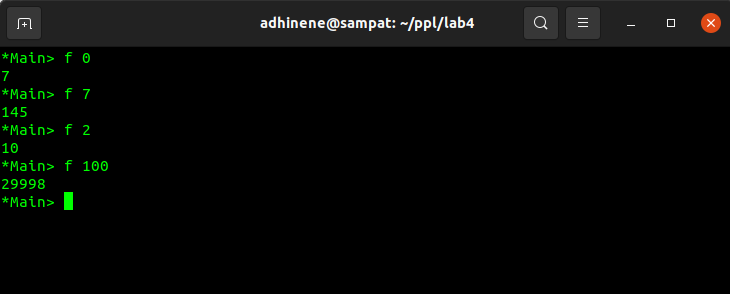 adhinene@sampat: ~/ppl/lab4
*Main> f 0
7
*Main> f 7
145
*Main> f 2
10
*Main> f 100
29998
*Main>